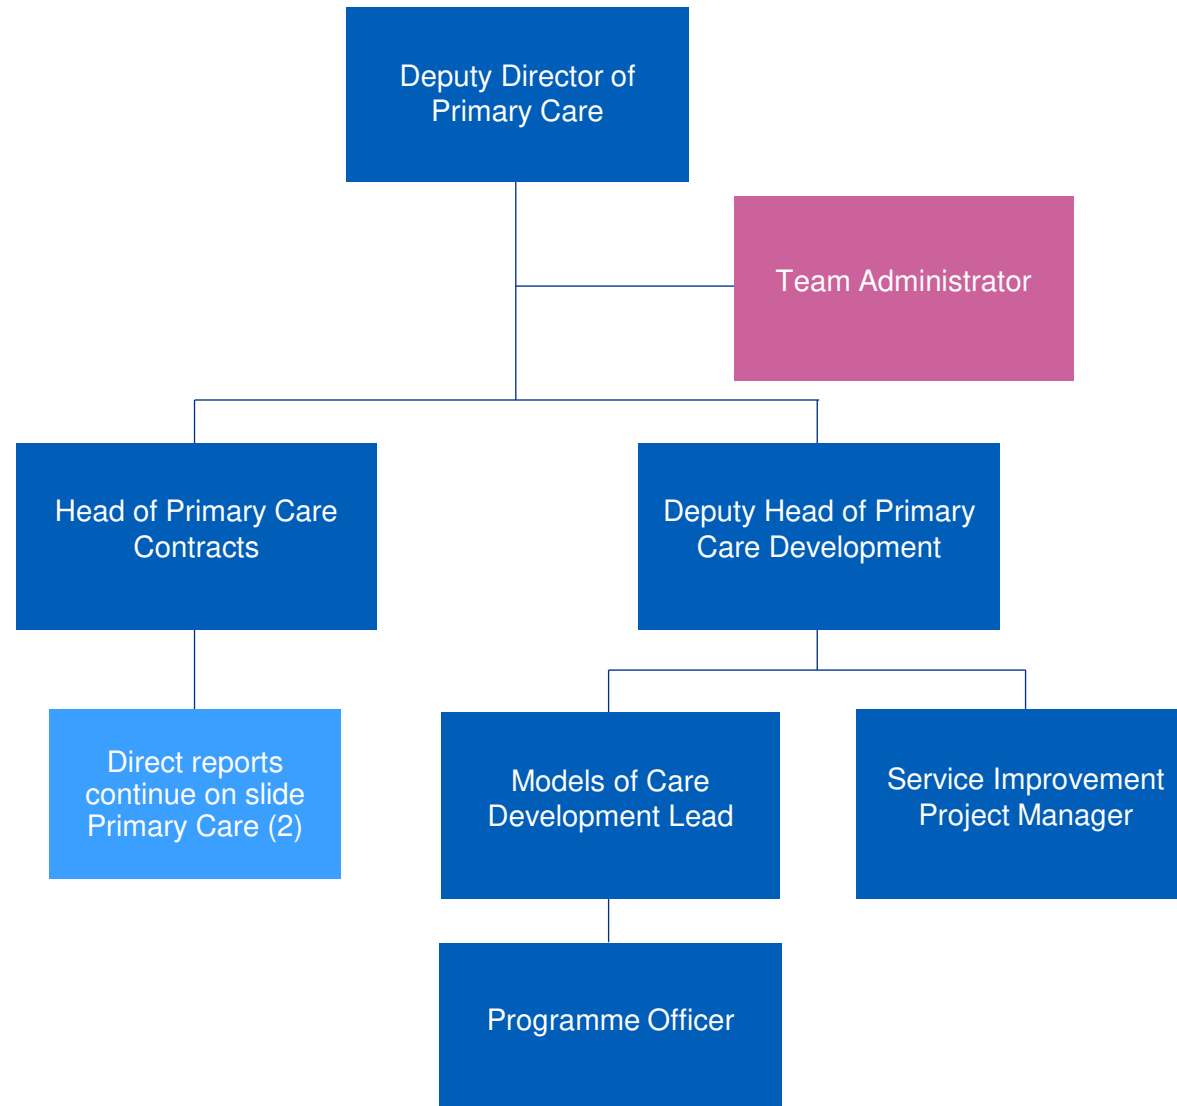 Deputy Director of
Primary Care
Team Administrator
Head of Primary Care
Contracts
Deputy Head of Primary
Care Development
Direct reports
continue on slide
Primary Care (2)
Models of Care
Development Lead
Service Improvement
Project Manager
Programme Officer